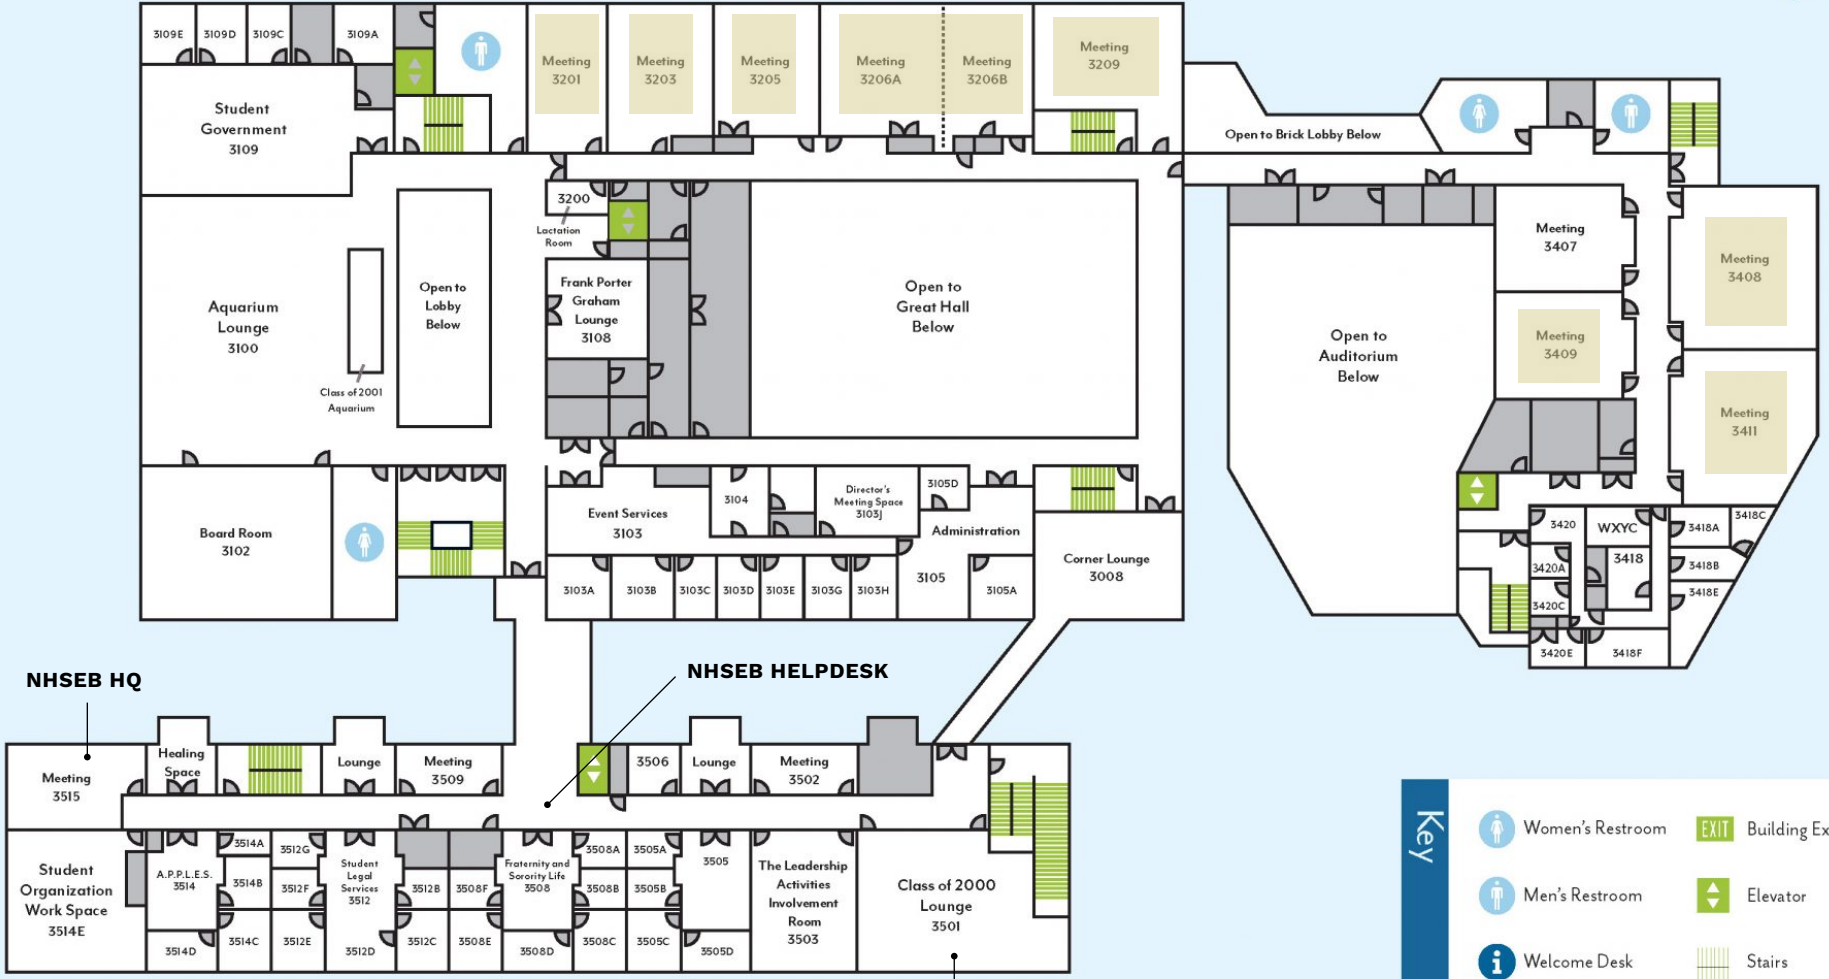 3109E
3109D
3109C
3109A
Meeting
3201
Meeting
3203
Meeting
3205
Meeting
3206A
Meeting
3206B
Meeting
3209
Student
Government
3109
Open to Brick Lobby Below
3200
Lactation
Room
Meeting
3407
Meeting
3408
Aquarium
Lounge
3100
Class of 2001
Aquarium
Open to
Lobby
Below
Frank Porter
Graham
Lounge
3108
Open to
Great Hall
Below
Open to
Auditorium
Below
Meeting
3409
Meeting
3411
Board Room
3102
Event Services
3103
3104
Director's
Meeting Space
3103J
3105D
Administration
3105
Corner Lounge
3008
3103A
3103B
3103C
3103D
3103E
3103G
3103H
3105A
3420
WXYC
3418
3418A
3418C
3420A
3418B
3420C
3418E
3420E
3418F
NHSEB HQ
NHSEB HELPDESK
Meeting
3515
Healing
Space
Lounge
Meeting
3509
3506
Lounge
Meeting
3502
Student
Organization
Work Space
3514E
A.P.P.L.E.S.
3514
3514A
3514B
3514C
3514D
3512G
3512F
3512E
Student
Legal
Services
3512
3512D
3512B
3512C
3508F
3508E
Fraternity and
Sorority Life
3508
3508D
3508A
3508B
3508C
3505A
3505B
3505C
3505
3505D
The Leadership
Activities
Involvement
Room
3503
Class of 2000
Lounge
3501
Key
Women's Restroom
EXIT
Building Ex
Men's Restroom
Elevator
i
Welcome Desk
Stairs